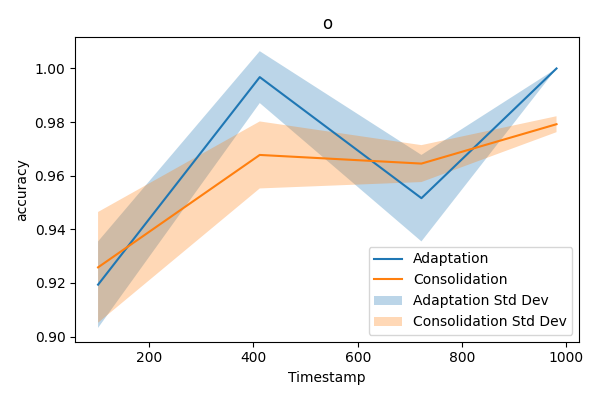 o
1.00
0.98
0.96
0.94
0.92
0.90
accuracy
200
400
600
800
1000
Timestamp
Adaptation
Consolidation
Adaptation Std Dev
Consolidation Std Dev